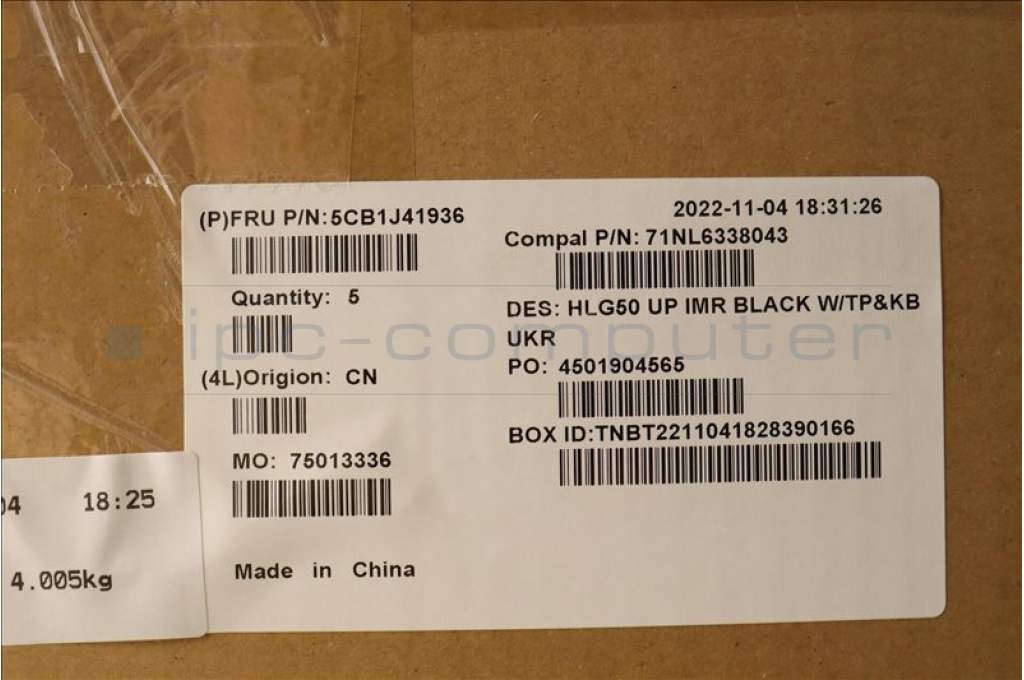 (P)FRU P/N:5CB1J41936
Quantity: 5
(4L)Origion: CN
MO: 75013336
Made in China
2022-11-04 18:31:26
Compal P/N: 71NL6338043
DES: HLG50 UP IMR BLACK W/TP&KB
UKR
PO: 4501904565
BOX ID:TNBT2211041828390166
ipc-computer
04 18:25
4.005kg